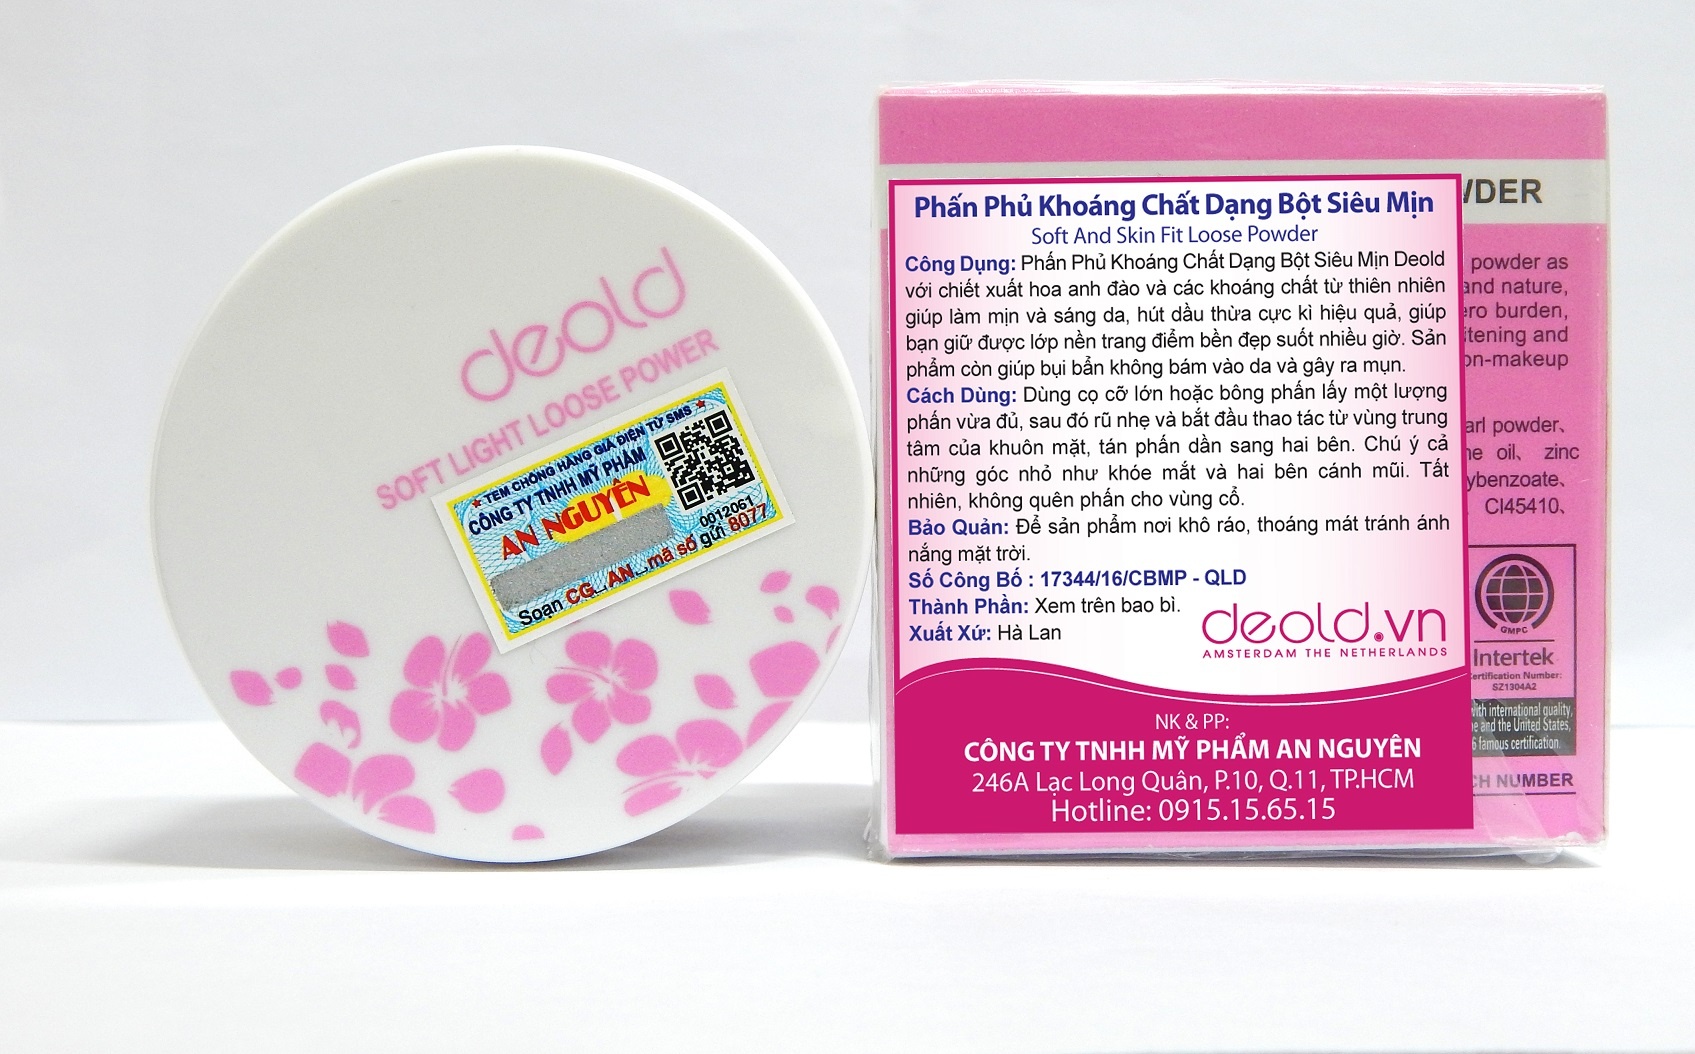 deold
SOFT LIGHT LOOSE POWER
TEM CHỐNG HÀNG GIẢ ĐIỆN TỬ SMS
CÔNG TY TNHH MỸ PHẨM
AN NGUYÊN
0012061
Soạn CG_AN_mã số gửi 8077
WDER
Phấn Phủ Khoáng Chất Dạng Bột Siêu Mịn
Soft And Skin Fit Loose Powder
Công Dụng: Phấn Phủ Khoáng Chất Dạng Bột Siêu Mịn Deold
với chiết xuất hoa anh đào và các khoáng chất từ thiên nhiên
giúp làm mịn và sáng da, hút dầu thừa cực kì hiệu quả, giúp
bạn giữ được lớp nền trang điểm bền đẹp suốt nhiều giờ. Sản
phẩm còn giúp bụi bẩn không bám vào da và gây ra mụn.
Cách Dùng: Dùng cọ cỡ lớn hoặc bông phấn lấy một lượng
phấn vừa đủ, sau đó rũ nhẹ và bắt đầu thao tác từ vùng trung
tâm của khuôn mặt, tán phấn dần sang hai bên. Chú ý cả
những góc nhỏ như khóe mắt và hai bên cánh mũi. Tất
nhiên, không quên phấn cho vùng cổ.
Bảo Quản: Để sản phẩm nơi khô ráo, thoáng mát tránh ánh
nắng mặt trời.
Số Công Bố : 17344/16/CBMP - QLD
Thành Phần: Xem trên bao bì.
Xuất Xứ: Hà Lan
deold.vn
AMSTERDAM THE NETHERLANDS
NK & PP:
CÔNG TY TNHH MỸ PHẨM AN NGUYÊN
246A Lạc Long Quân, P.10, Q.11, TP.HCM
Hotline: 0915.15.65.15
powder as
and nature,
ero burden,
itening and
on-makeup
arl powder、
ne oil、 zinc
ybenzoate、
CI45410、
GMPC
Intertek
ertification Number:
SZ1304A2
with international quality,
e and the United States,
6 famous certification.
CH NUMBER